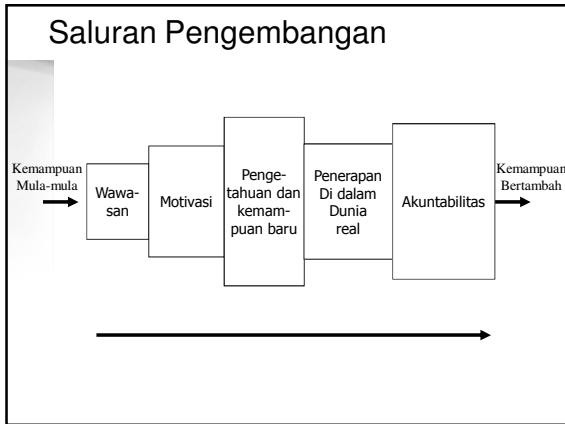 Saluran Pengembangan
Kemampuan
Mula-mula
Wawa-
san
Motivasi
Penge-
tahuan dan
kemam-
puan baru
Penerapan
Di dalam
Dunia
real
Akuntabilitas
Kemampuan
Bertambah